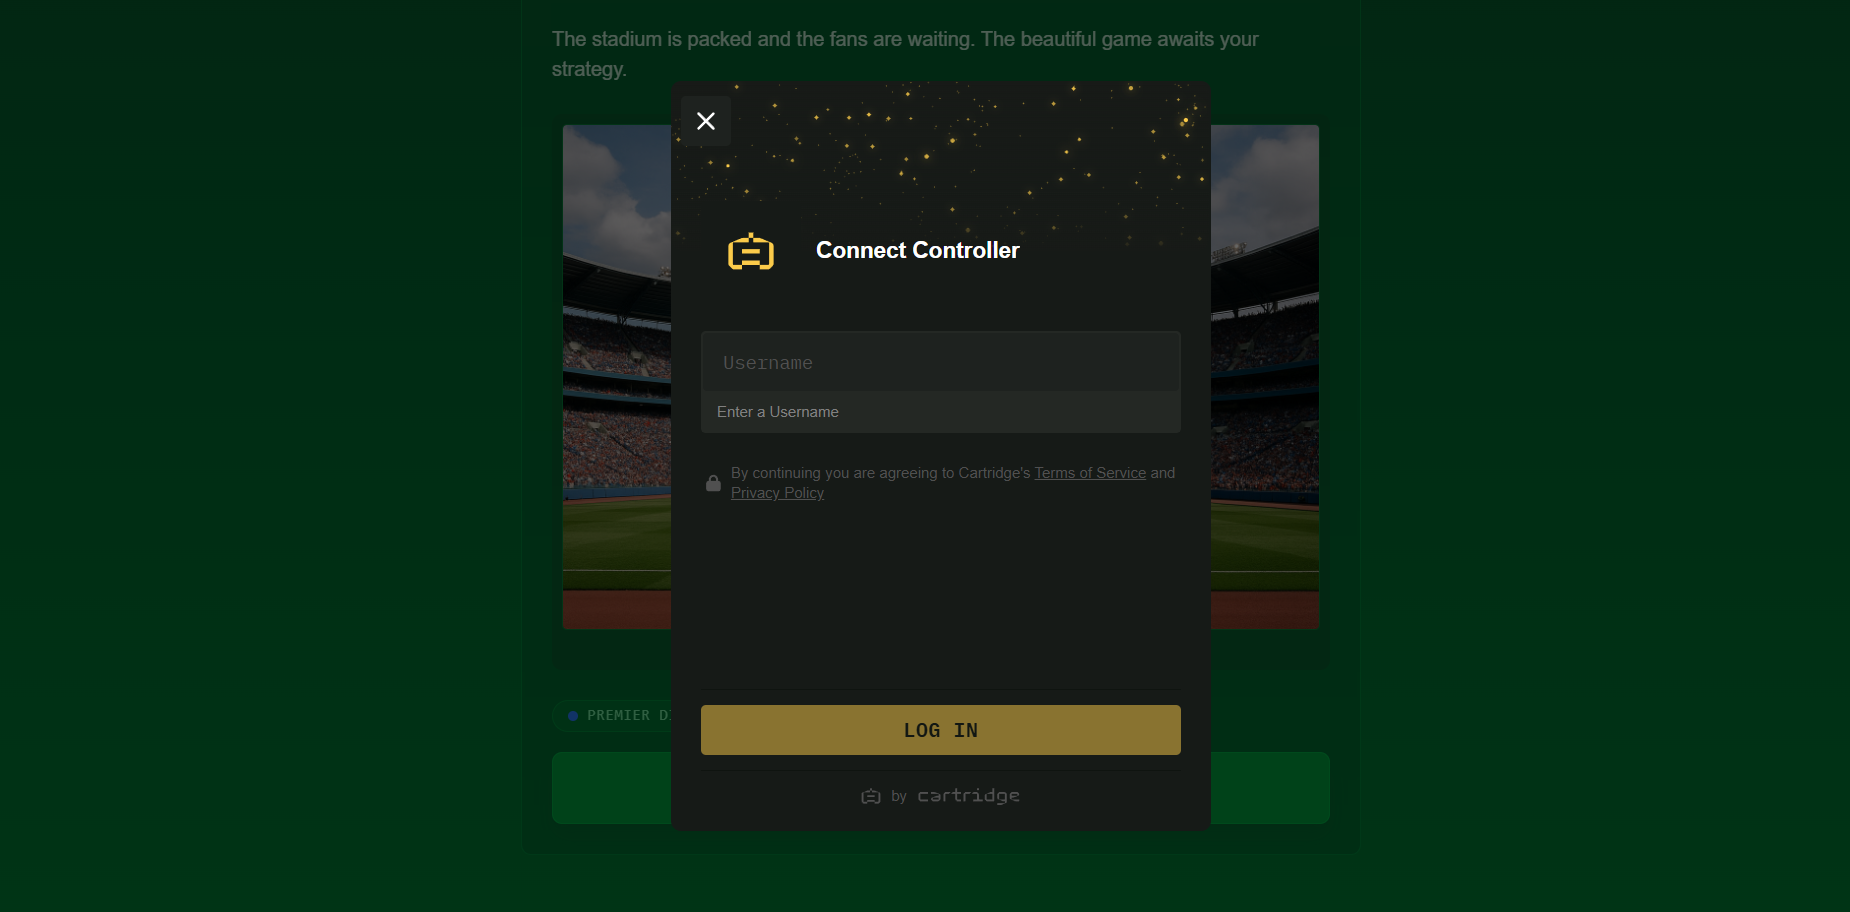 The stadium is packed and the fans are waiting. The beautiful game awaits your
strategy.
Connect Controller
Username
Enter a Username
By continuing you are agreeing to Cartridge's Terms of Service and
Privacy Policy
PREMIER
LOG IN
by cartridge